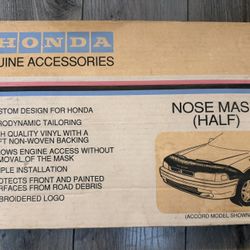 HONDA
UINE ACCESSORIES
STOM DESIGN FOR HONDA
RODYNAMIC TAILORING
H QUALITY VINYL WITH A
FT NON-WOVEN BACKING
OWS ENGINE ACCESS WITHOUT
MOVAL OF THE MASK
PLE INSTALLATION
OTECTS FRONT AND PAINTED
RFACES FROM ROAD DEBRIS
BROIDERED LOGO
NOSE MAS
(HALF)
(ACCORD MODEL SHOWN